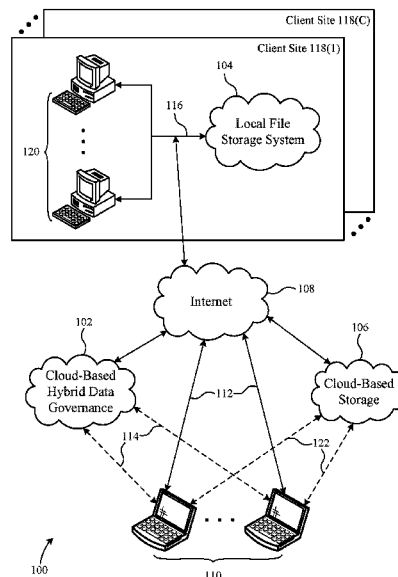 Client Site 118(C)
Client Site 118(1)
104
116
Local File
Storage System
120
108
Internet
102
106
Cloud-Based
Hybrid Data
Governance
112
Cloud-Based
Storage
114
122
100
110